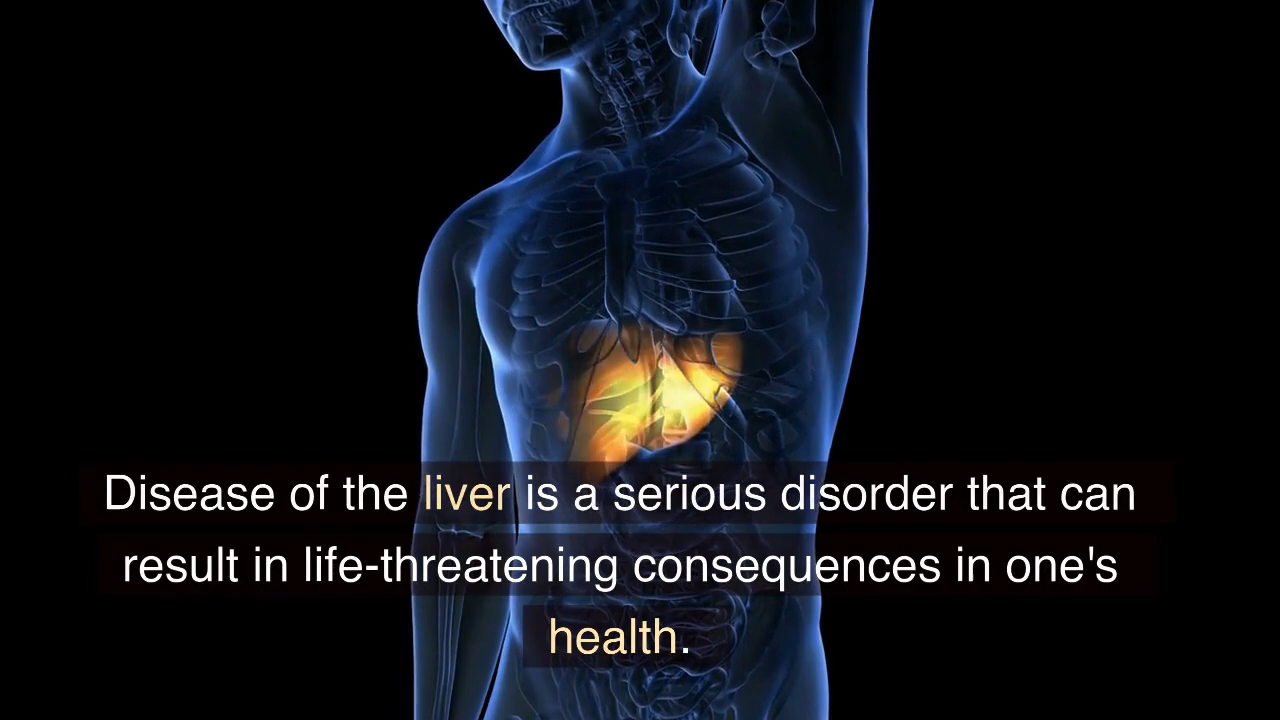 Disease of the liver is a serious disorder that can
result in life-threatening consequences in one's
health.